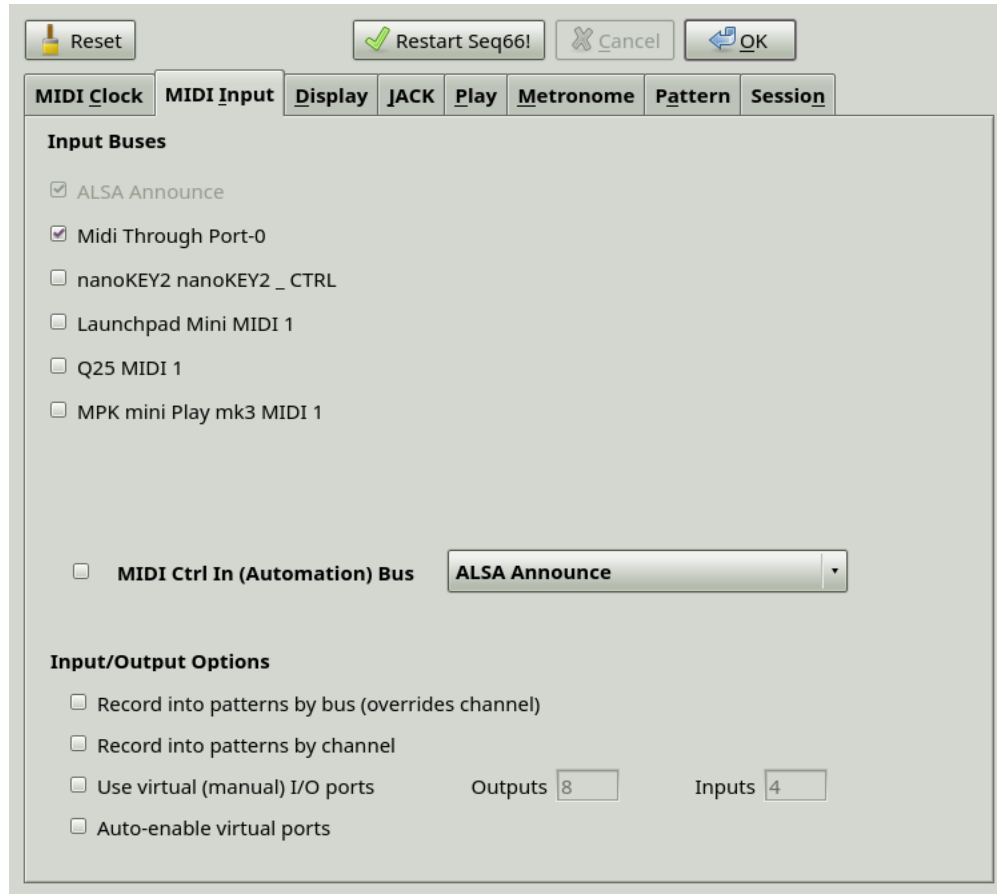 Reset Restart Seq66! Cancel OK
MIDI Clock MIDI Input Display JACK Play Metronome Pattern Session
Input Buses
ALSA Announce
Midi Through Port-0
nanoKEY2 nanoKEY2 _ CTRL
Launchpad Mini MIDI 1
Q25 MIDI 1
MPK mini Play mk3 MIDI 1
MIDI Ctrl In (Automation) Bus ALSA Announce
Input/Output Options
Record into patterns by bus (overrides channel)
Record into patterns by channel
Use virtual (manual) I/O ports Outputs 8 Inputs 4
Auto-enable virtual ports